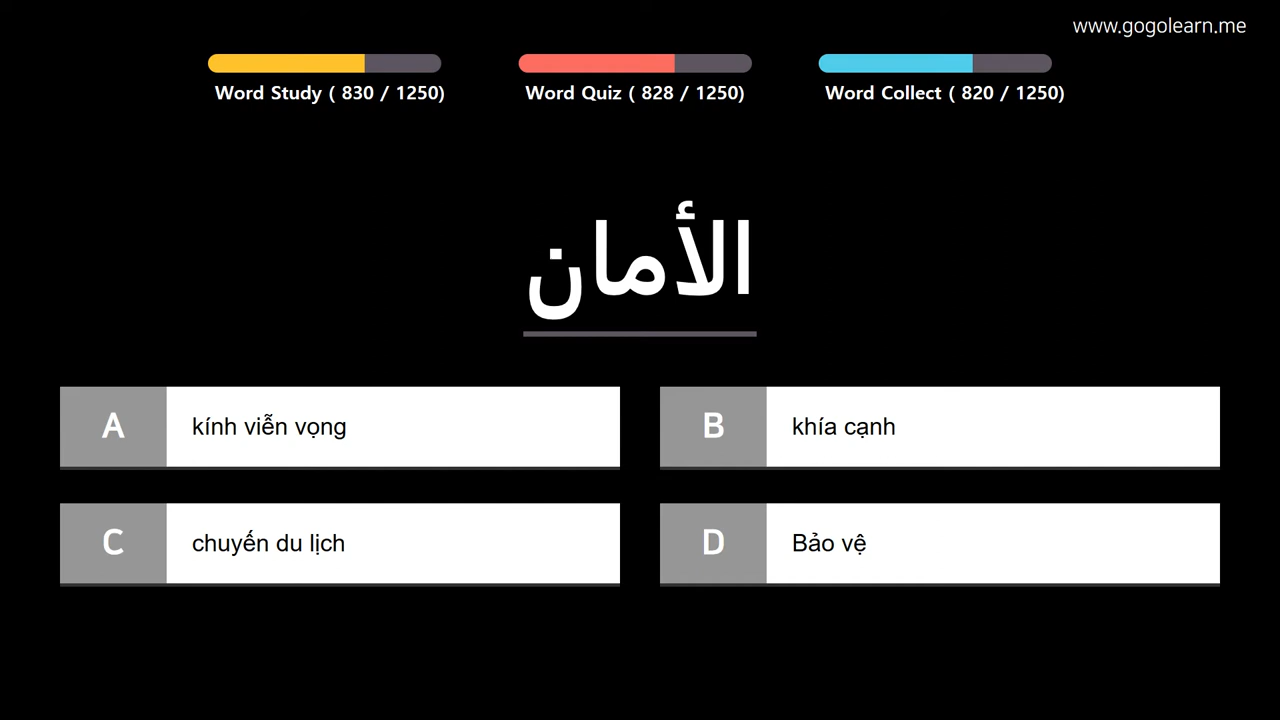 www.gogolearn.me
Word Study ( 830 / 1250)
Word Quiz ( 828 / 1250)
Word Collect ( 820 / 1250)
الأمان
A
kính viễn vọng
B
khía cạnh
C
chuyến du lịch
D
Bảo vệ